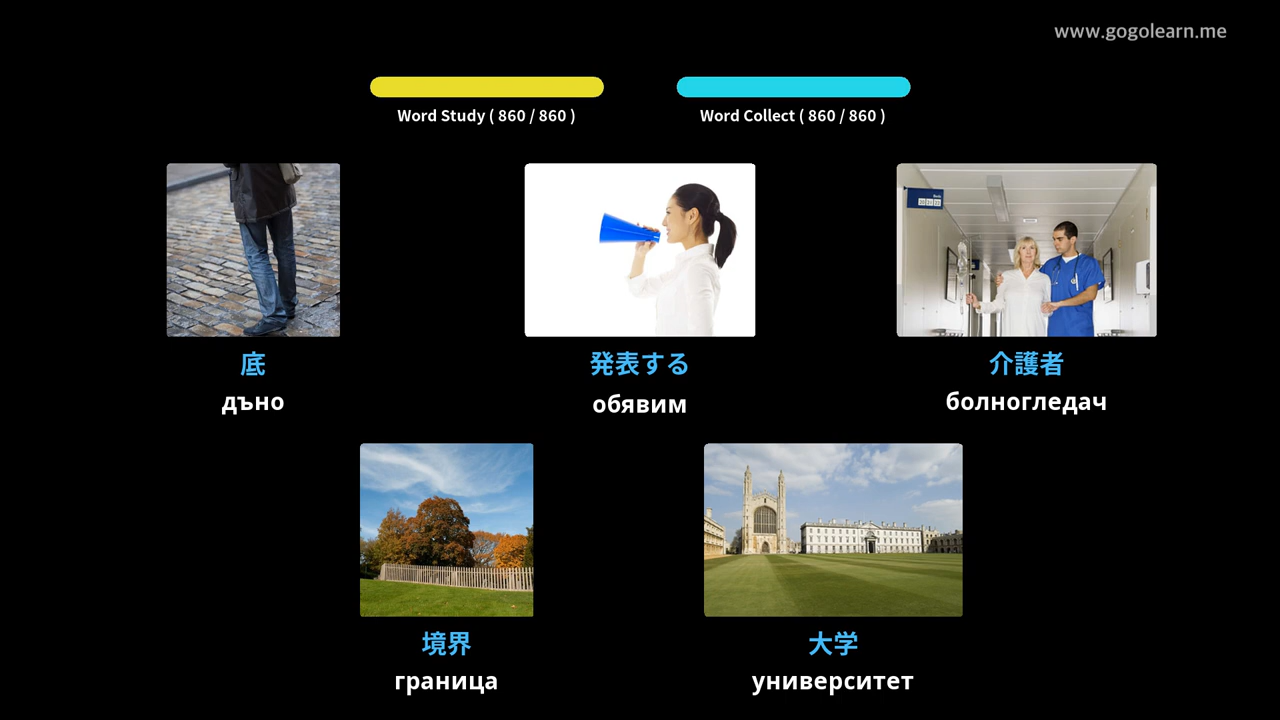 www.gogolearn.me
Word Study ( 860 / 860 )
Word Collect ( 860 / 860 )
底
дъно
発表する
обявим
介護者
болногледач
境界
граница
大学
университет